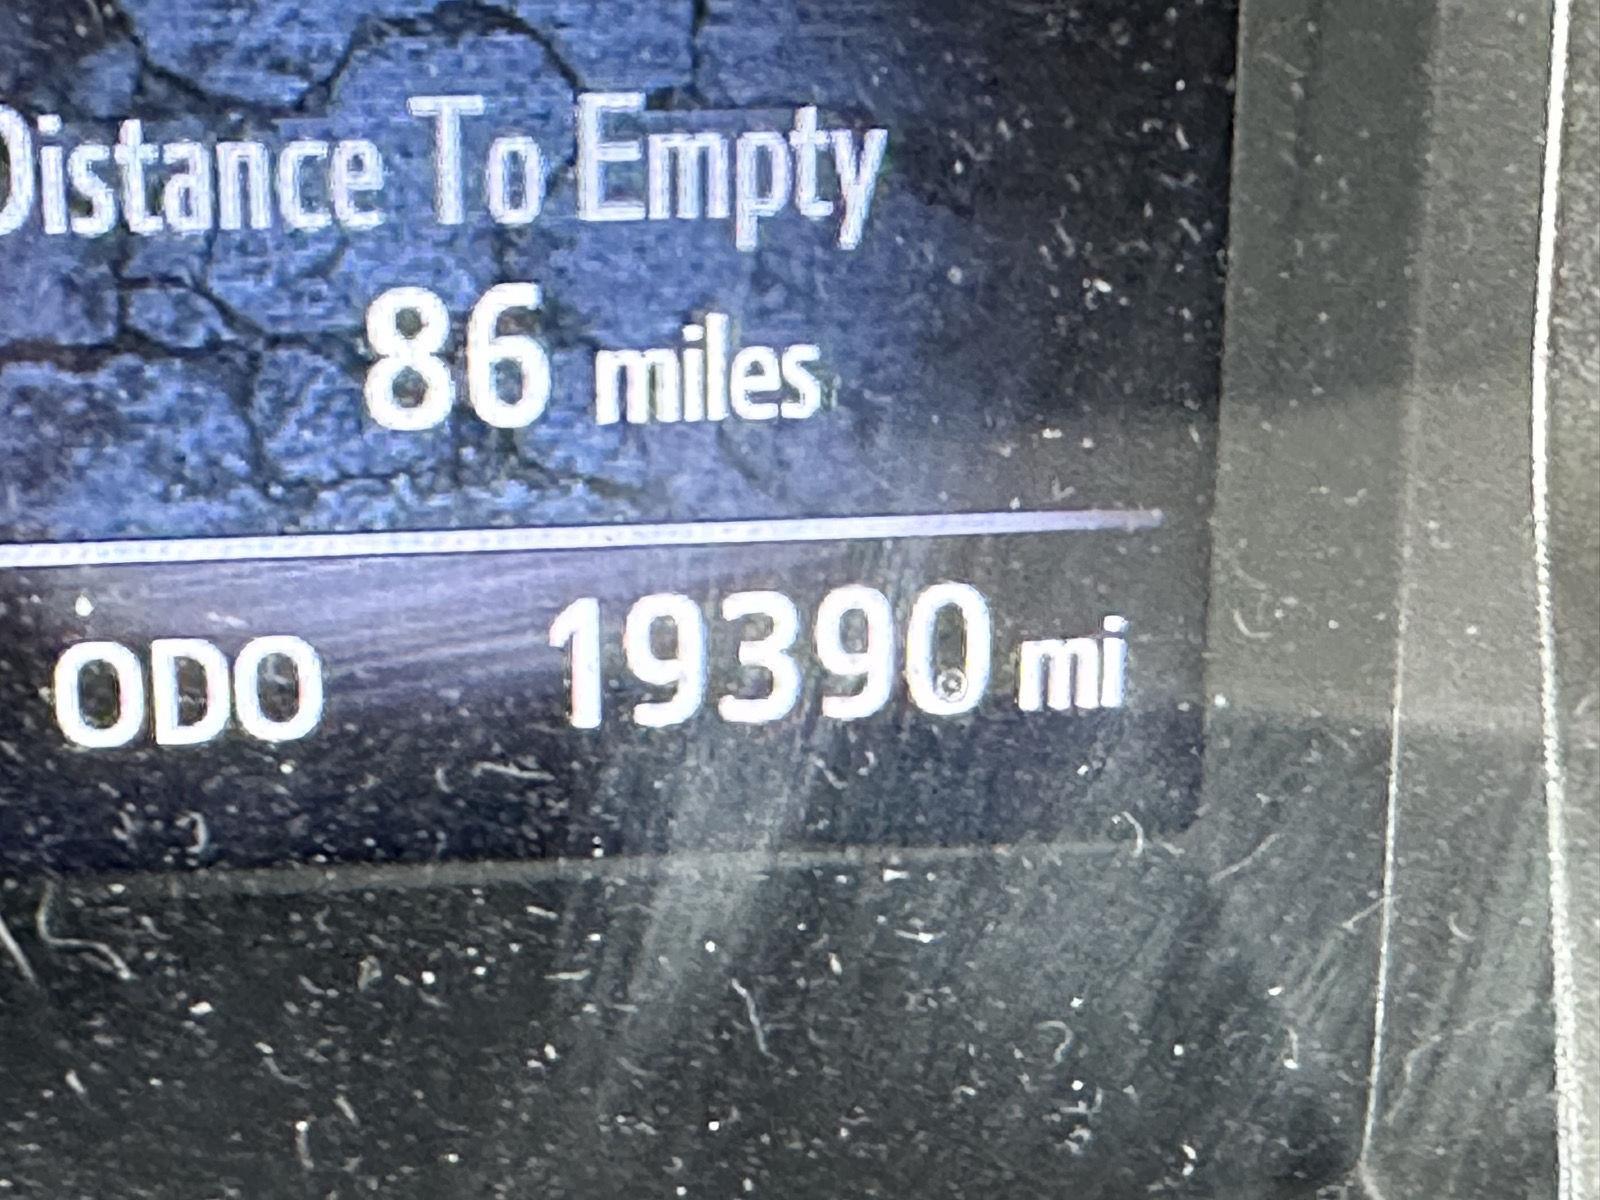 Distance To Empty
86 miles
ODO 19390 mi